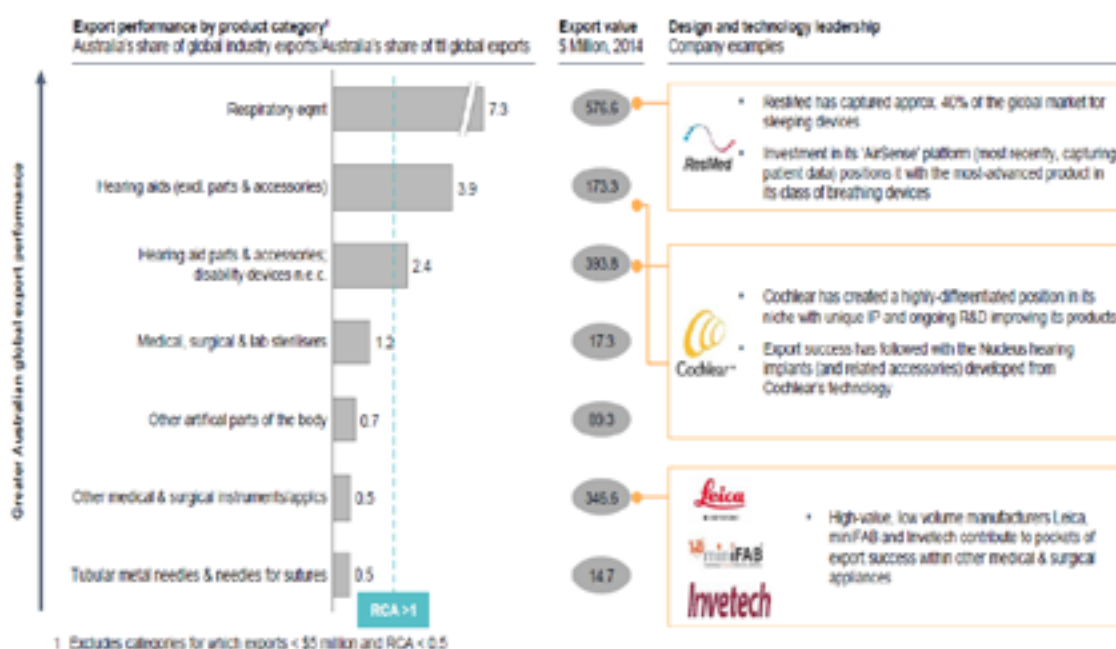 Export performance by product category¹
Australia's share of global industry exports/Australia's share of ttl global exports
Export value
$ Million, 2014
Design and technology leadership
Company examples
Greater Australian global export performance
Respiratory eqmt
7.3
576.6
Hearing aids (excl. parts & accessories)
3.9
173.3
Hearing aid parts & accessories;
disability devices n.e.c.
2.4
393.8
Medical, surgical & lab sterilisers
1.2
17.3
Other artifical parts of the body
0.7
Other medical & surgical instruments/applcs
0.5
346.6
Tubular metal needles & needles for sutures
0.5
14.7
RCA >1
ResMed
• ResMed has captured approx. 40% of the global market for
sleeping devices
• Investment in its 'AirSense' platform (most recently, capturing
patient data) positions it with the most-advanced product in
its class of breathing devices
Cochlear™
• Cochlear has created a highly-differentiated position in its
niche with unique IP and ongoing R&D improving its products
• Export success has followed with the Nucleus hearing
implants (and related accessories) developed from
Cochlear's technology
Leica
miniFAB
Invetech
• High-value, low volume manufacturers Leica,
miniFAB and Invetech contribute to pockets of
export success within other medical & surgical
appliances
1 Excludes categories for which exports < $5 million and RCA < 0.5